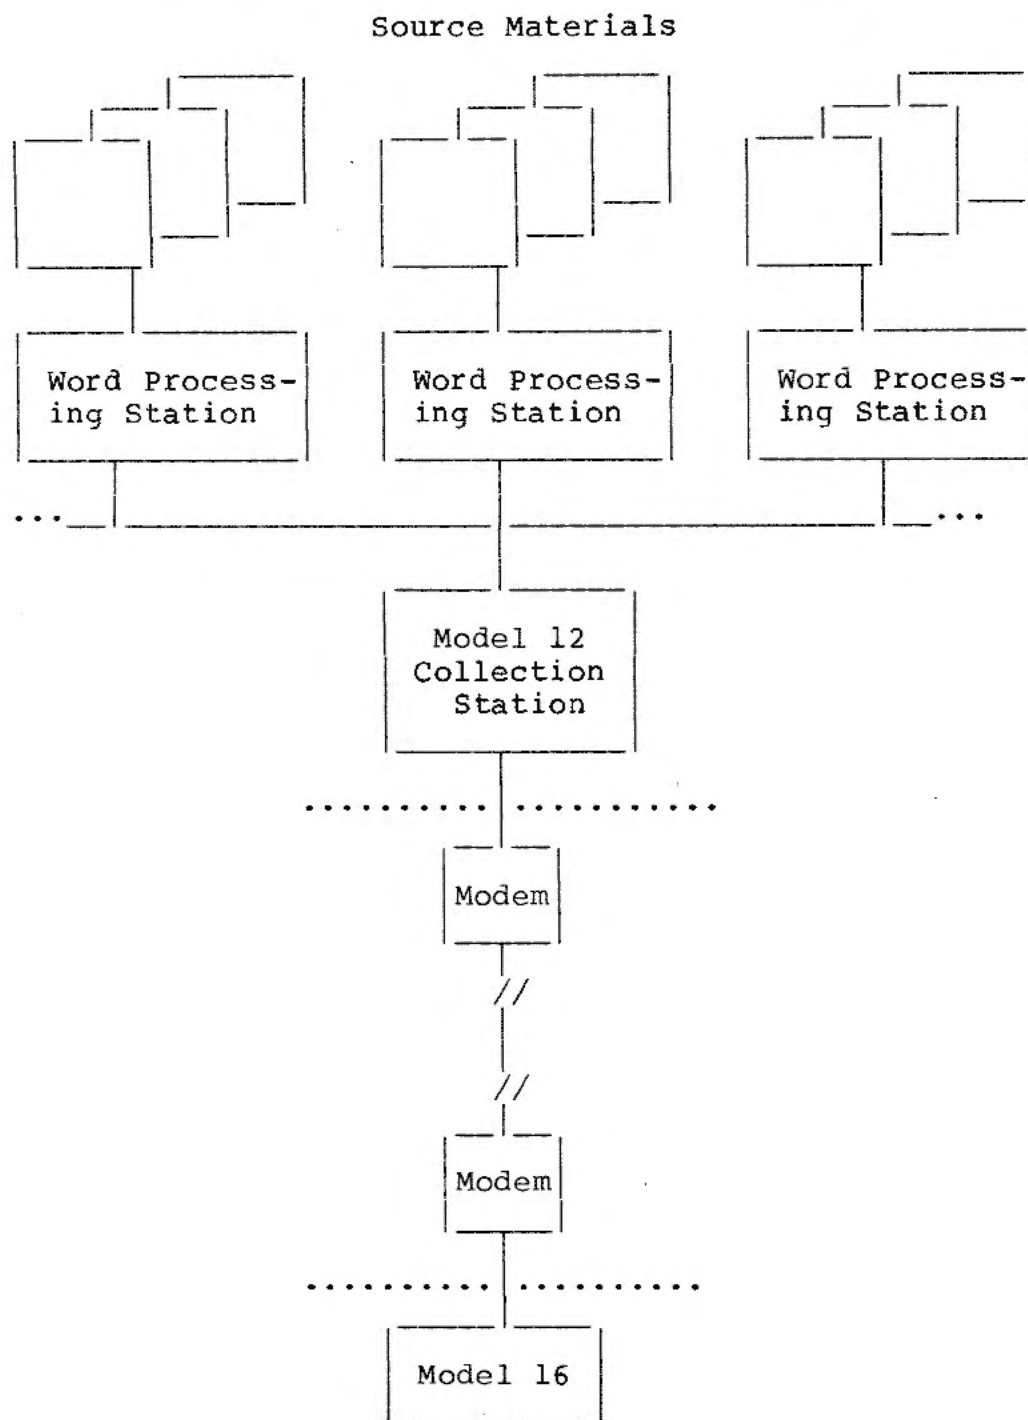 Source Materials
Word Process-
ing Station
Word Process-
ing Station
Word Process-
ing Station
...
...
Model 12
Collection
Station
Modem
//
//
Modem
Model 16